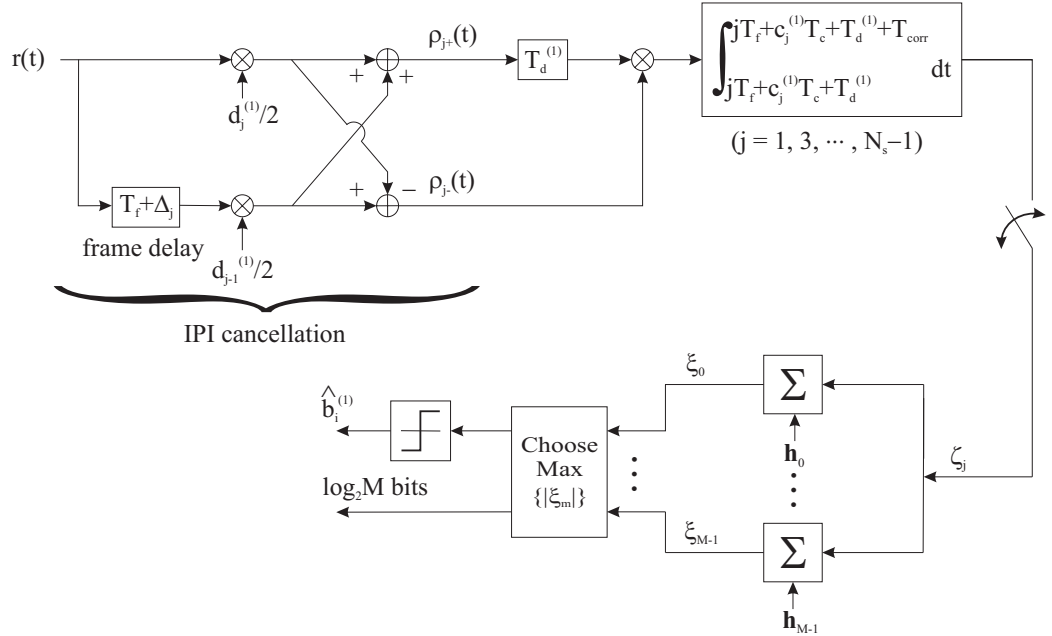 r(t)
d_j^(1)/2
+
+
ρ_j+(t)
T_d^(1)
∫ jT_f+c_j^(1)T_c+T_d^(1)+T_corr
jT_f+c_j^(1)T_c+T_d^(1)
dt
(j = 1, 3, ⋯ , N_s−1)
T_f+Δ_j
frame delay
d_j-1^(1)/2
+
−
ρ_j-(t)
IPI cancellation
ξ_0
Σ
h_0
b̂_i^(1)
log_2M bits
Choose
Max
{|ξ_m|}
⋮
⋮
ζ_j
ξ_M-1
Σ
h_M-1